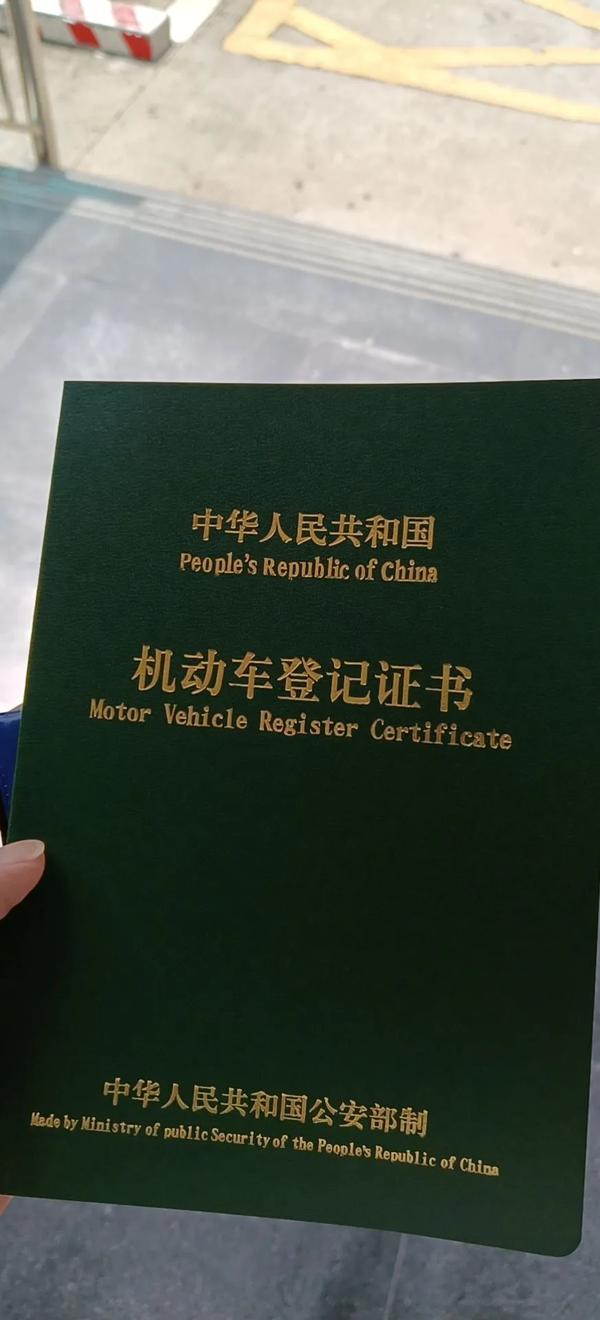 中华人民共和国
People's Republic of China
机动车登记证书
Motor Vehicle Register Certificate
中华人民共和国公安部制
Made by Ministry of public Security of the People's Republic of China